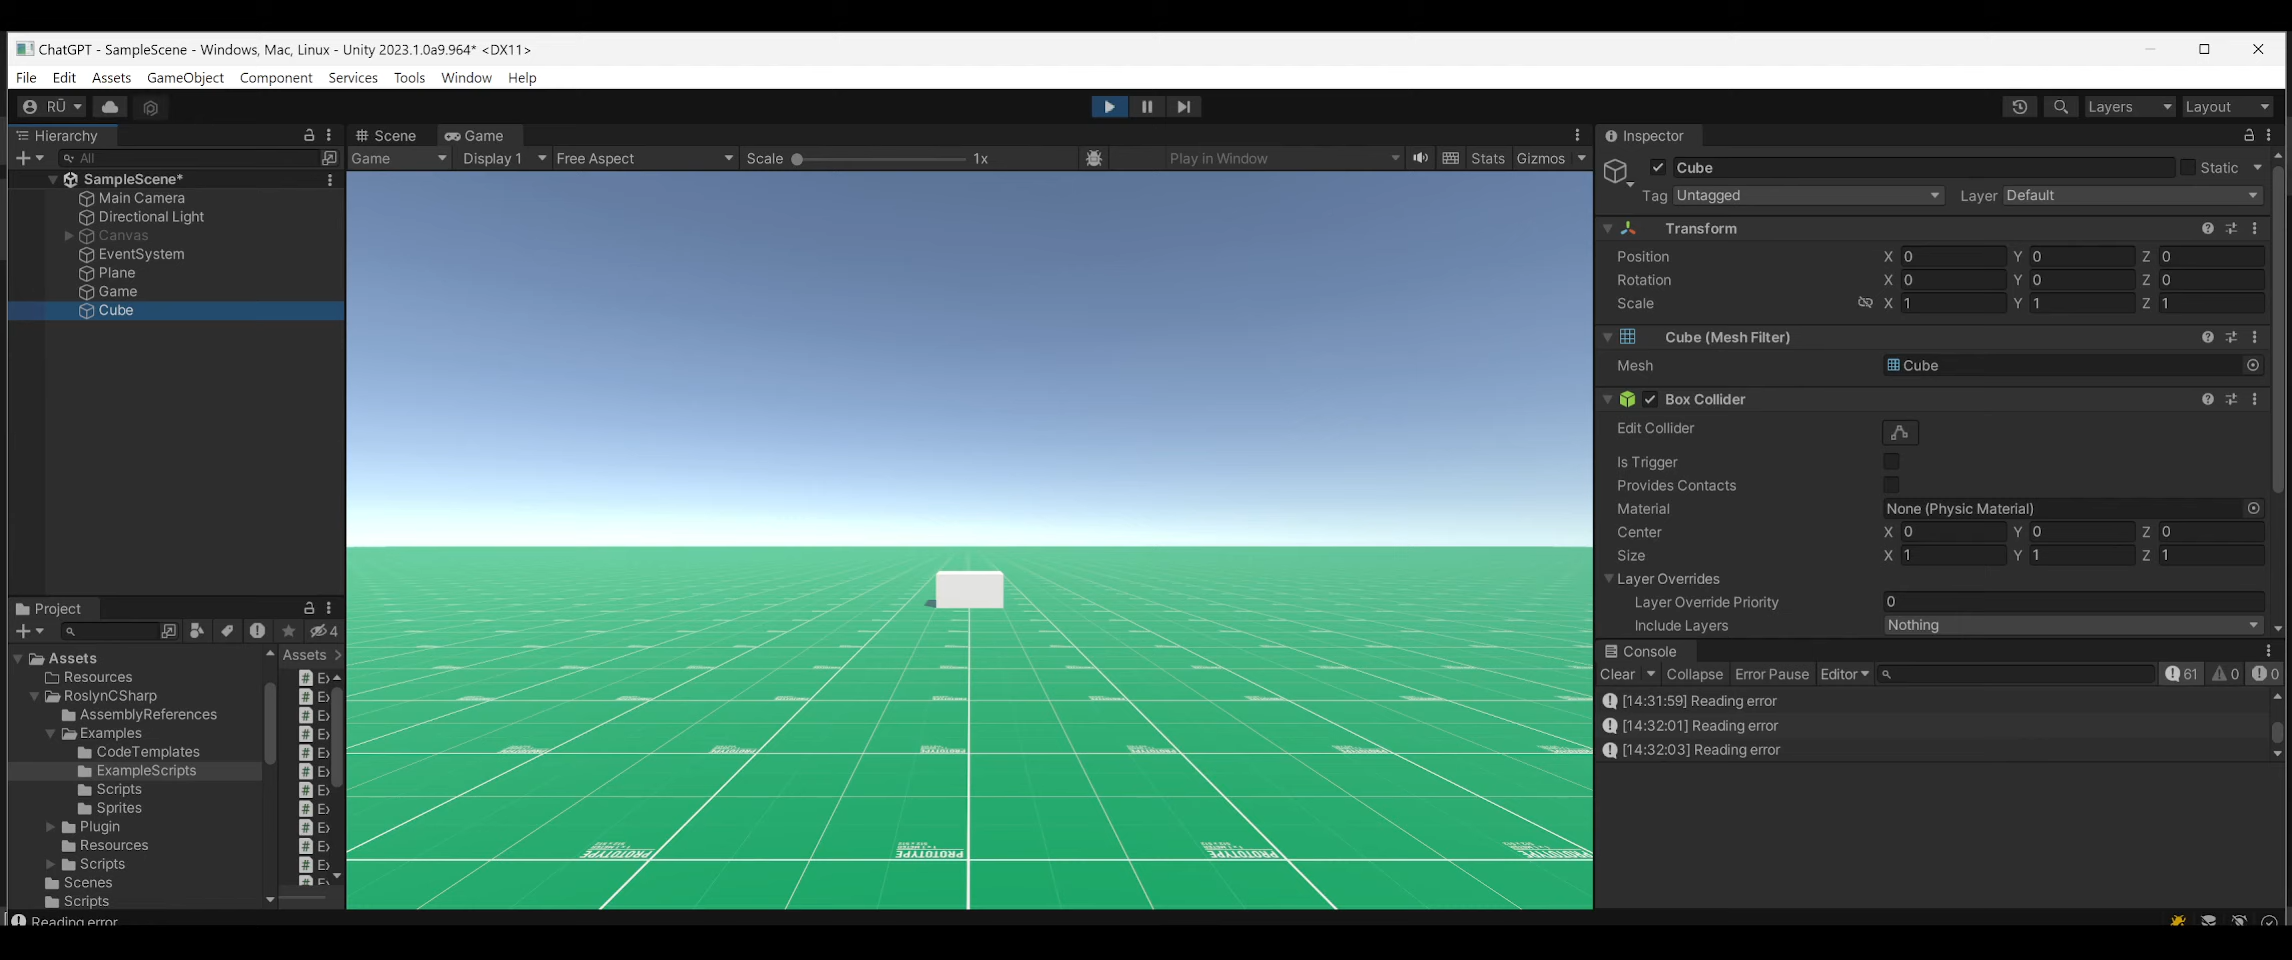 ChatGPT - SampleScene - Windows, Mac, Linux - Unity 2023.1.0a9.964* <DX11>
File Edit Assets GameObject Component Services Tools Window Help
RŪ
Layers Layout
Hierarchy
All
SampleScene*
Main Camera
Directional Light
Canvas
EventSystem
Plane
Game
Cube
Scene Game
Game Display 1 Free Aspect Scale 1x Play in Window Stats Gizmos
PROTOTYPE PROTOTYPE PROTOTYPE
Inspector
Cube Static
Tag Untagged Layer Default
Transform
Position X 0 Y 0 Z 0
Rotation X 0 Y 0 Z 0
Scale X 1 Y 1 Z 1
Cube (Mesh Filter)
Mesh Cube
Box Collider
Edit Collider
Is Trigger
Provides Contacts
Material None (Physic Material)
Center X 0 Y 0 Z 0
Size X 1 Y 1 Z 1
Layer Overrides
Layer Override Priority 0
Include Layers Nothing
Project
4
Assets
Resources
RoslynCSharp
AssemblyReferences
Examples
CodeTemplates
ExampleScripts
Scripts
Sprites
Plugin
Resources
Scripts
Scenes
Scripts
Assets >
Console
Clear Collapse Error Pause Editor 61 0 0
[14:31:59] Reading error
[14:32:01] Reading error
[14:32:03] Reading error
Reading error